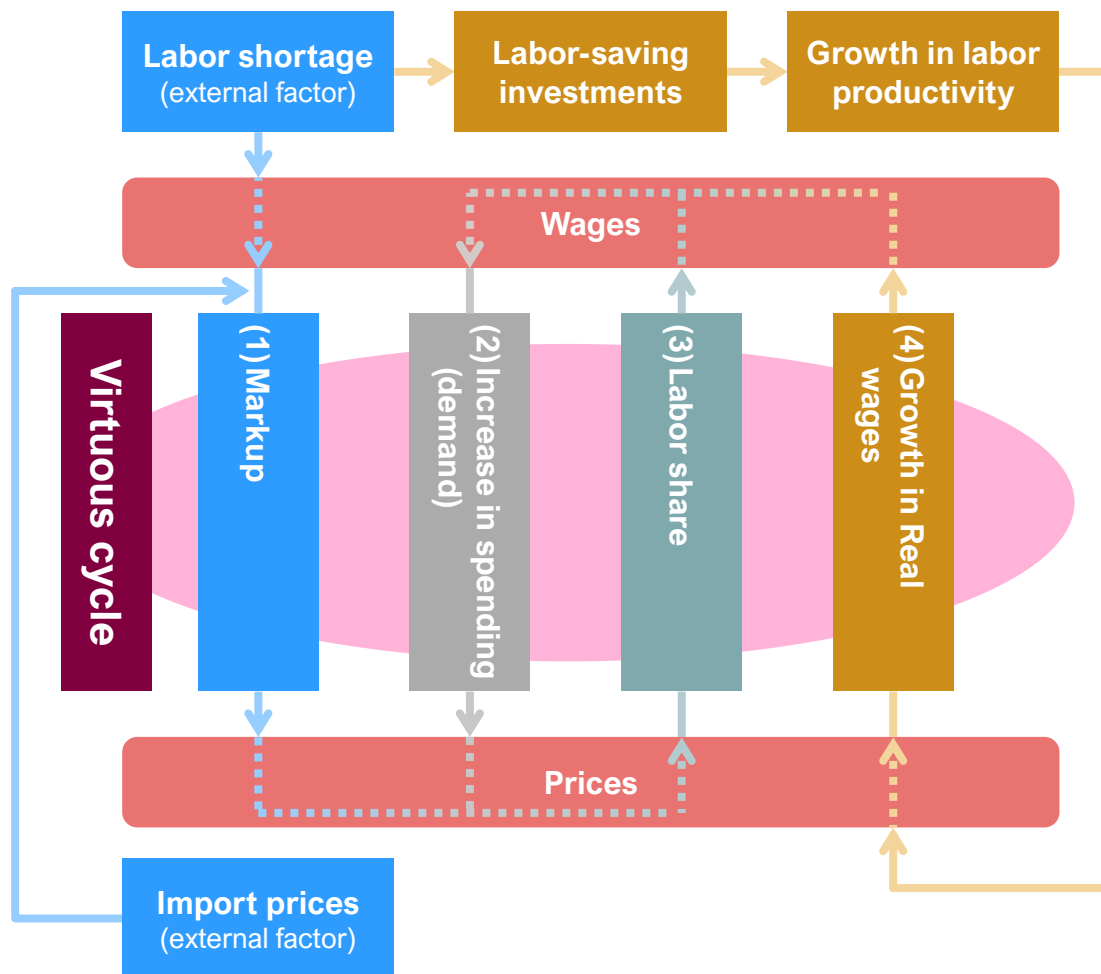 Labor shortage
(external factor)
Labor-saving
investments
Growth in labor
productivity
Wages
Virtuous cycle
(1)Markup
(2)Increase in spending
(demand)
(3)Labor share
(4)Growth in Real
wages
Prices
Import prices
(external factor)